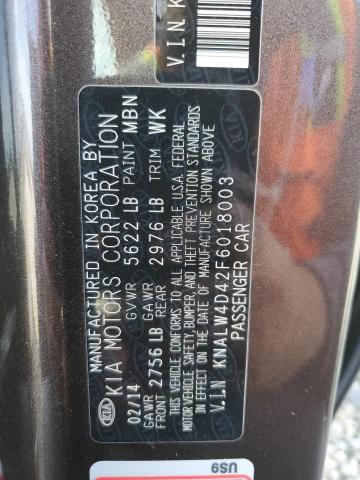 V.I.N.K
MANUFACTURED IN KOREA BY
KIA MOTORS CORPORATION
02/14 GVWR 5622 LB PAINT MBN
GAWR FRONT 2756 LB GAWR REAR 2976 LB TRIM WK
THIS VEHICLE CONFORMS TO ALL APPLICABLE U.S.A. FEDERAL
MOTOR VEHICLE SAFETY, BUMPER, AND THEFT PREVENTION STANDARDS
IN EFFECT ON THE DATE OF MANUFACTURE SHOWN ABOVE
V.I.N KNALW4D42F6018003
PASSENGER CAR
KIA
US9